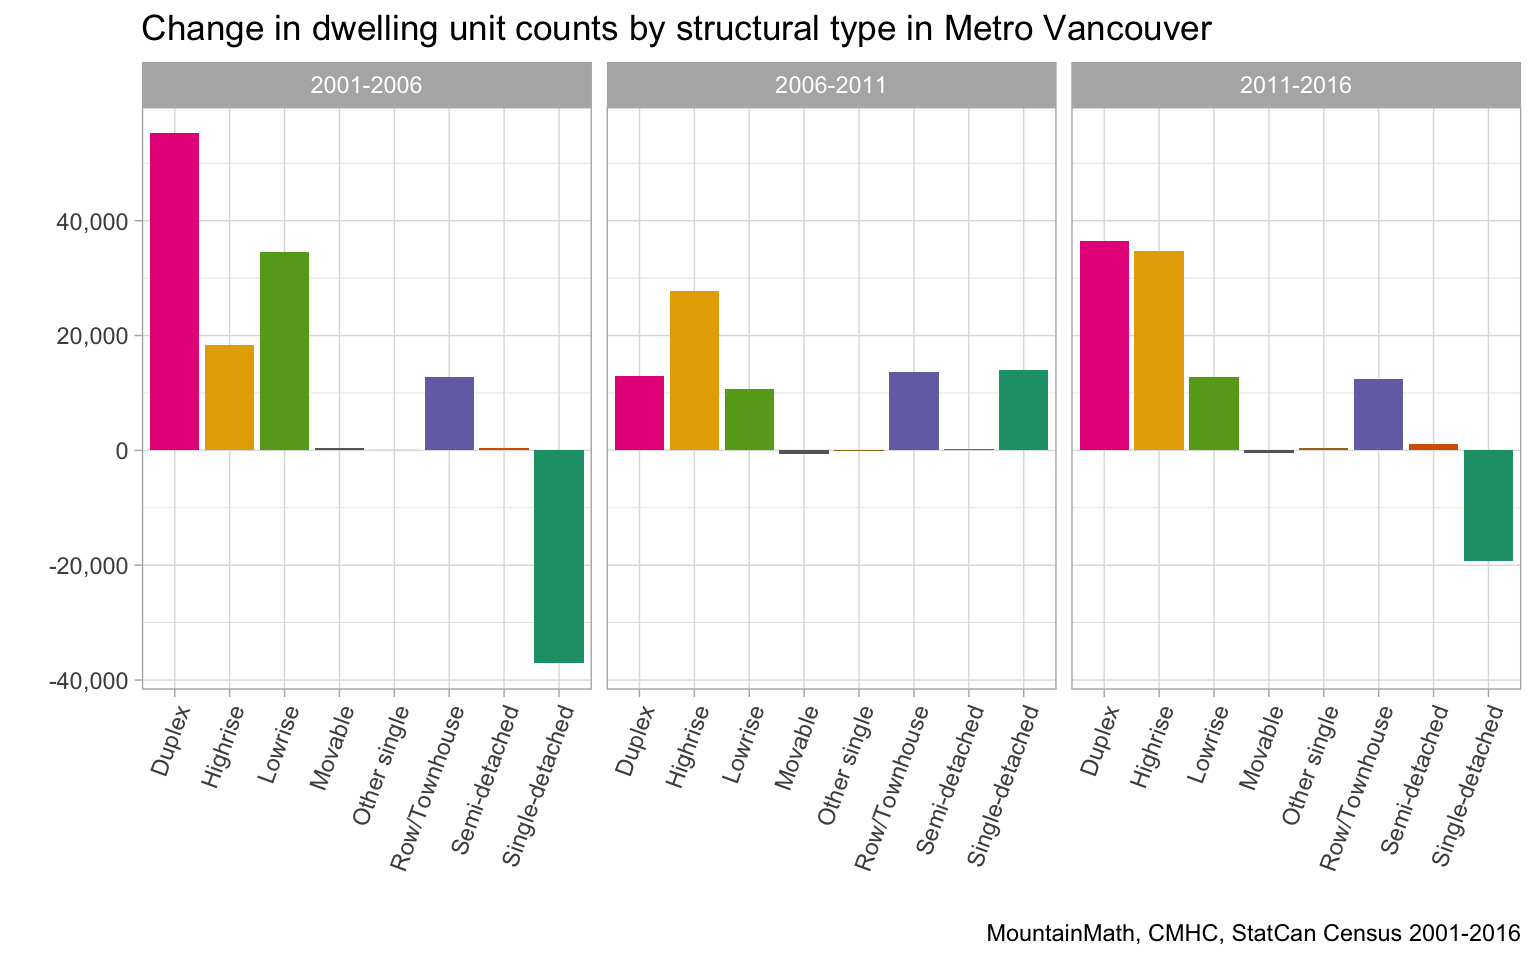 Change in dwelling unit counts by structural type in Metro Vancouver
2001-2006
2006-2011
2011-2016
40,000
20,000
0
-20,000
-40,000
Duplex
Highrise
Lowrise
Movable
Other single
Row/Townhouse
Semi-detached
Single-detached
Duplex
Highrise
Lowrise
Movable
Other single
Row/Townhouse
Semi-detached
Single-detached
Duplex
Highrise
Lowrise
Movable
Other single
Row/Townhouse
Semi-detached
Single-detached
MountainMath, CMHC, StatCan Census 2001-2016